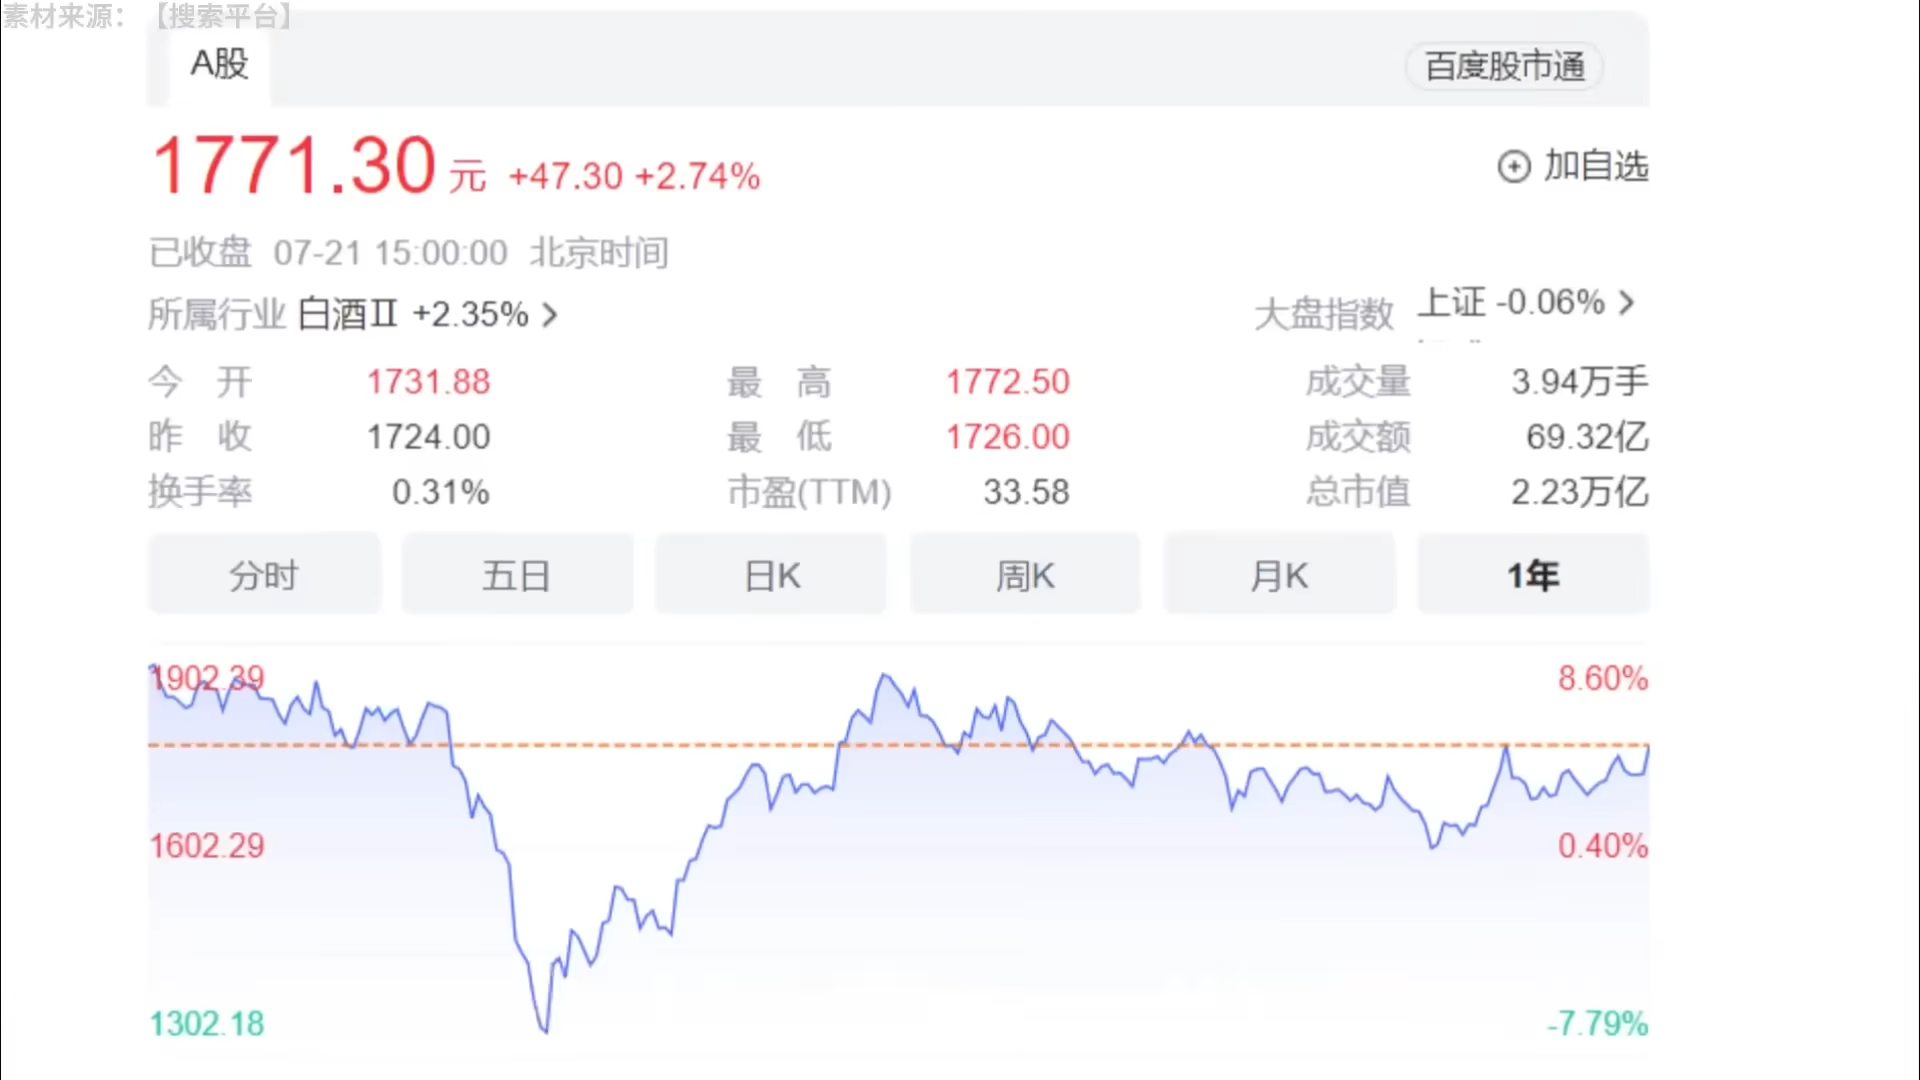 素材来源：【搜索平台】
A股
百度股市通
1771.30 元 +47.30 +2.74%
加自选
已收盘 07-21 15:00:00 北京时间
所属行业 白酒Ⅱ +2.35% >
大盘指数 上证 -0.06% >
今 开 1731.88 最 高 1772.50 成交量 3.94万手
昨 收 1724.00 最 低 1726.00 成交额 69.32亿
换手率 0.31% 市盈(TTM) 33.58 总市值 2.23万亿
分时 五日 日K 周K 月K 1年
1902.39 8.60%
1602.29 0.40%
1302.18 -7.79%